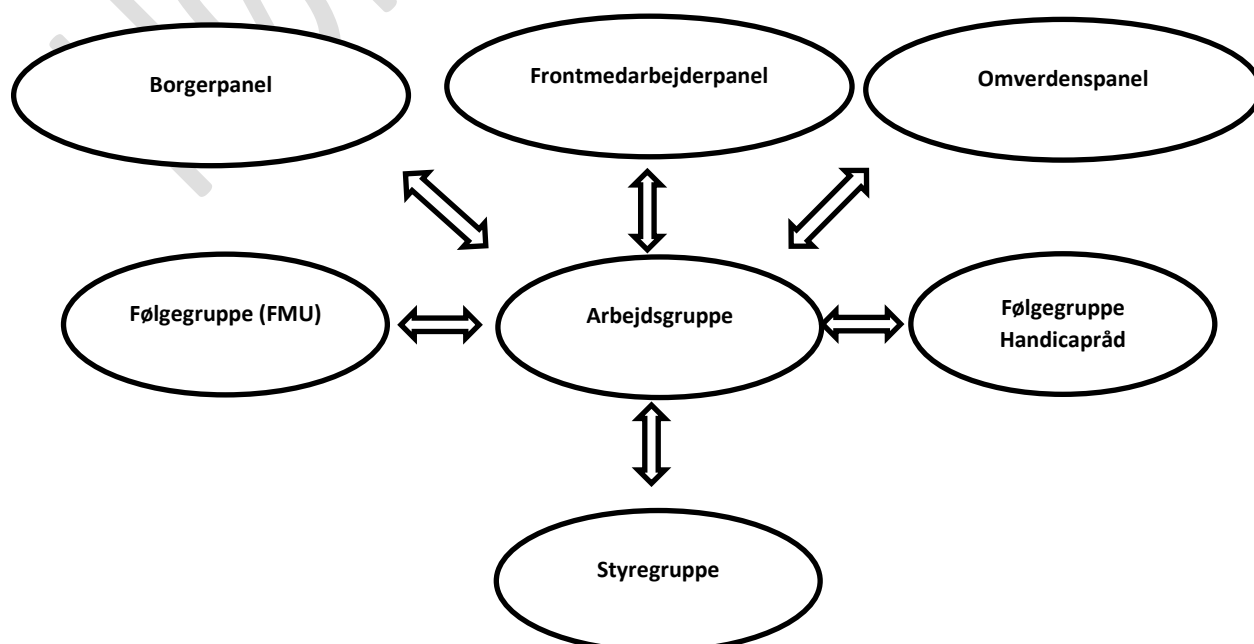 Borgerpanel
Frontmedarbejderpanel
Omverdenspanel
Følgegruppe (FMU)
Arbejdsgruppe
Følgegruppe
Handicapråd
Styregruppe